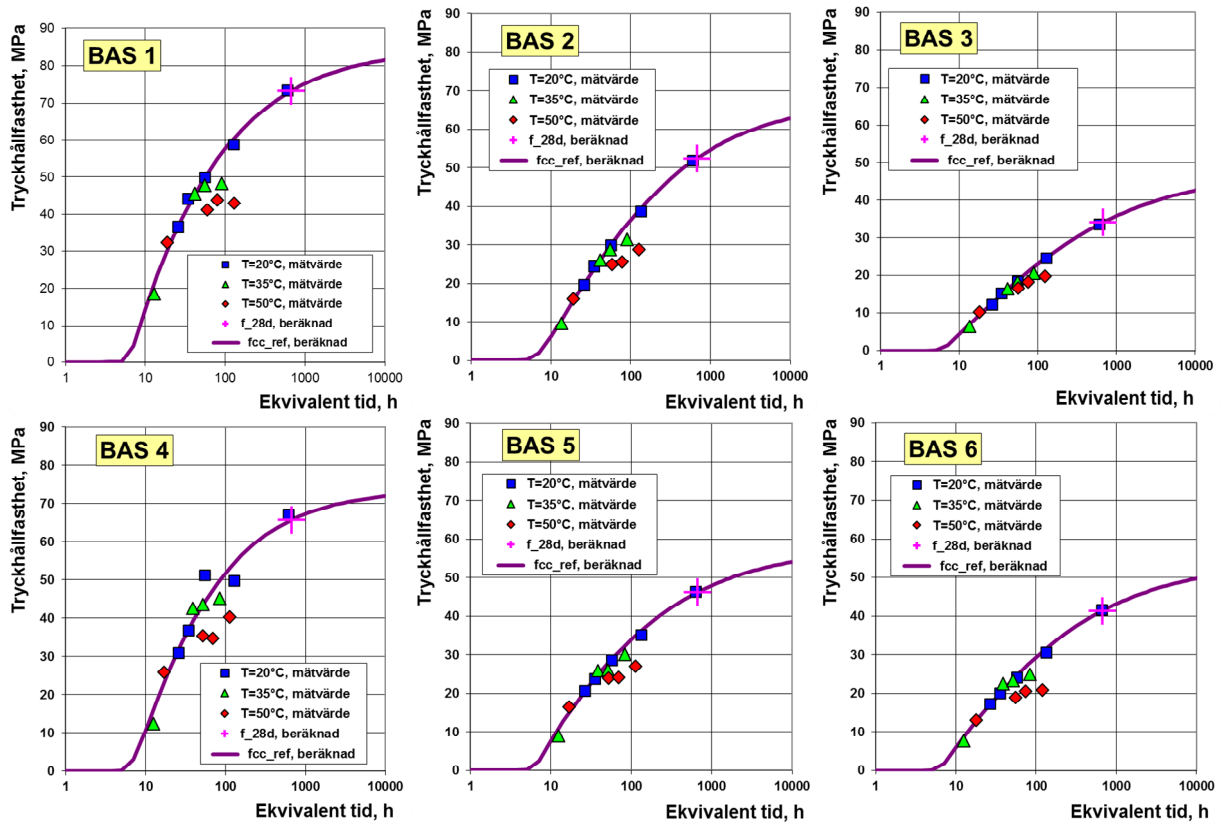 BAS 1
Tryckhållfasthet, MPa
90
80
70
60
50
40
30
20
10
0
T=20°C, mätvärde
T=35°C, mätvärde
T=50°C, mätvärde
f_28d, beräknad
fcc_ref, beräknad
1 10 100 1000 10000
Ekvivalent tid, h
BAS 2
Tryckhållfasthet, MPa
90
80
70
60
50
40
30
20
10
0
T=20°C, mätvärde
T=35°C, mätvärde
T=50°C, mätvärde
f_28d, beräknad
fcc_ref, beräknad
1 10 100 1000 10000
Ekvivalent tid, h
BAS 3
Tryckhållfasthet, MPa
90
80
70
60
50
40
30
20
10
0
T=20°C, mätvärde
T=35°C, mätvärde
T=50°C, mätvärde
f_28d, beräknad
fcc_ref, beräknad
1 10 100 1000 10000
Ekvivalent tid, h
BAS 4
Tryckhållfasthet, MPa
90
80
70
60
50
40
30
20
10
0
T=20°C, mätvärde
T=35°C, mätvärde
T=50°C, mätvärde
f_28d, beräknad
fcc_ref, beräknad
1 10 100 1000 10000
Ekvivalent tid, h
BAS 5
Tryckhållfasthet, MPa
90
80
70
60
50
40
30
20
10
0
T=20°C, mätvärde
T=35°C, mätvärde
T=50°C, mätvärde
f_28d, beräknad
fcc_ref, beräknad
1 10 100 1000 10000
Ekvivalent tid, h
BAS 6
Tryckhållfasthet, MPa
90
80
70
60
50
40
30
20
10
0
T=20°C, mätvärde
T=35°C, mätvärde
T=50°C, mätvärde
f_28d, beräknad
fcc_ref, beräknad
1 10 100 1000 10000
Ekvivalent tid, h